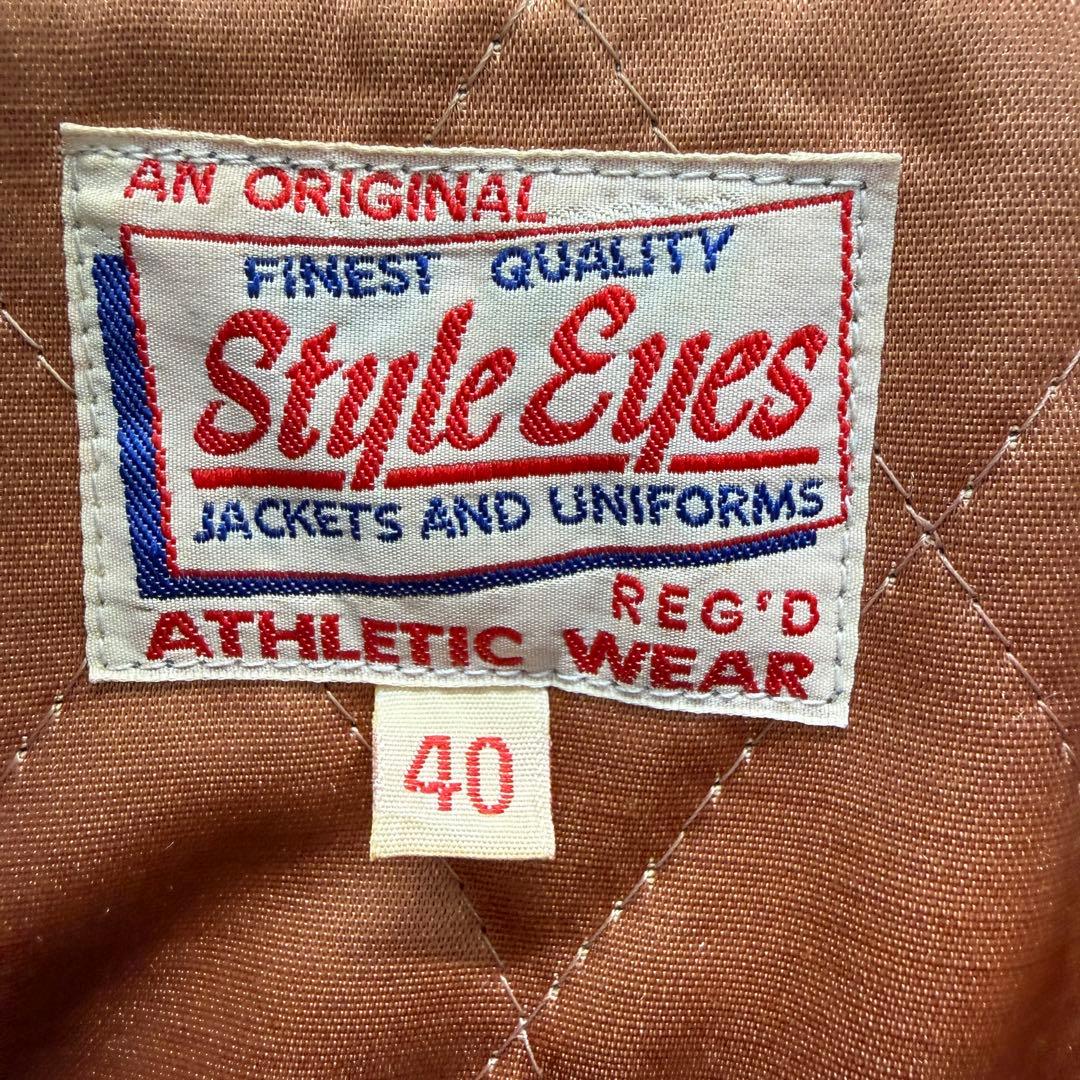 AN ORIGINAL
FINEST QUALITY
Style Eyes
JACKETS AND UNIFORMS
REG'D
ATHLETIC WEAR
40